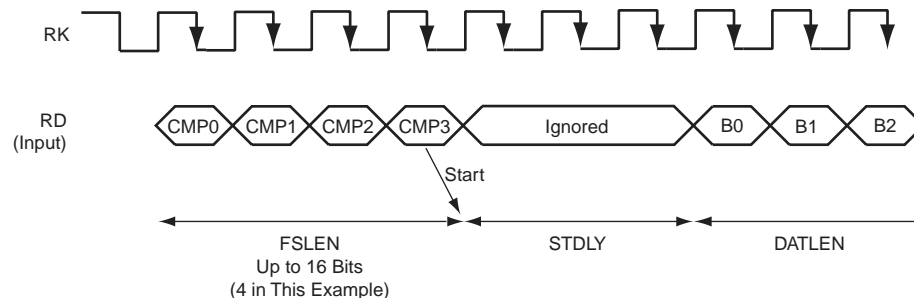 RK
RD
(Input)
CMP0 CMP1 CMP2 CMP3 Ignored B0 B1 B2
Start
FSLEN STDLY DATLEN
Up to 16 Bits
(4 in This Example)